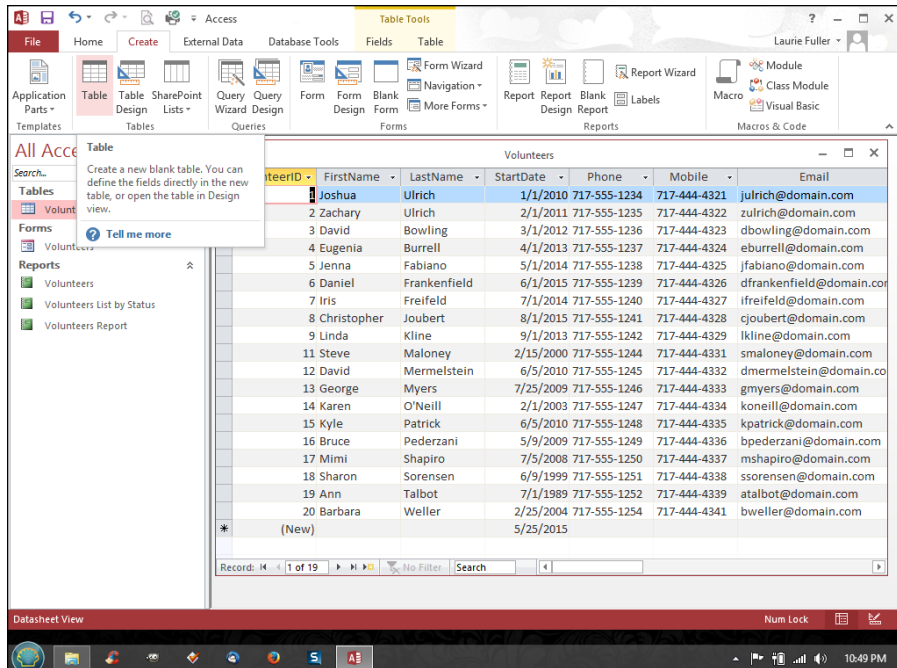 Access
Table Tools
?
File Home Create External Data Database Tools Fields Table
Laurie Fuller
Application Parts
Table
Table Design
SharePoint Lists
Query Wizard
Query Design
Form
Form Design
Blank Form
Form Wizard
Navigation
More Forms
Report
Report Design
Blank Report
Report Wizard
Labels
Macro
Module
Class Module
Visual Basic
Templates Tables Queries Forms Reports Macros & Code
All Acce
Search...
Tables
Volunt
Forms
Volunteers
Reports
Volunteers
Volunteers List by Status
Volunteers Report
Table
Create a new blank table. You can
define the fields directly in the new
table, or open the table in Design
view.
? Tell me more
Volunteers
nteerID FirstName LastName StartDate Phone Mobile Email
1 Joshua Ulrich 1/1/2010 717-555-1234 717-444-4321 julrich@domain.com
2 Zachary Ulrich 2/1/2011 717-555-1235 717-444-4322 zulrich@domain.com
3 David Bowling 3/1/2012 717-555-1236 717-444-4323 dbowling@domain.com
4 Eugenia Burrell 4/1/2013 717-555-1237 717-444-4324 eburrell@domain.com
5 Jenna Fabiano 5/1/2014 717-555-1238 717-444-4325 jfabiano@domain.com
6 Daniel Frankenfield 6/1/2015 717-555-1239 717-444-4326 dfrankenfield@domain.cor
7 Iris Freifeld 7/1/2014 717-555-1240 717-444-4327 ifreifeld@domain.com
8 Christopher Joubert 8/1/2015 717-555-1241 717-444-4328 cjoubert@domain.com
9 Linda Kline 9/1/2013 717-555-1242 717-444-4329 lkline@domain.com
11 Steve Maloney 2/15/2000 717-555-1244 717-444-4331 smaloney@domain.com
12 David Mermelstein 6/5/2010 717-555-1245 717-444-4332 dmermelstein@domain.co
13 George Myers 7/25/2009 717-555-1246 717-444-4333 gmyers@domain.com
14 Karen O'Neill 2/1/2003 717-555-1247 717-444-4334 koneill@domain.com
15 Kyle Patrick 6/5/2010 717-555-1248 717-444-4335 kpatrick@domain.com
16 Bruce Pederzani 5/9/2009 717-555-1249 717-444-4336 bpederzani@domain.com
17 Mimi Shapiro 7/5/2008 717-555-1250 717-444-4337 mshapiro@domain.com
18 Sharon Sorensen 6/9/1999 717-555-1251 717-444-4338 ssorensen@domain.com
19 Ann Talbot 7/1/1989 717-555-1252 717-444-4339 atalbot@domain.com
20 Barbara Weller 2/25/2004 717-555-1254 717-444-4341 bweller@domain.com
* (New) 5/25/2015
Record: 1 of 19 No Filter Search
Datasheet View Num Lock
10:49 PM